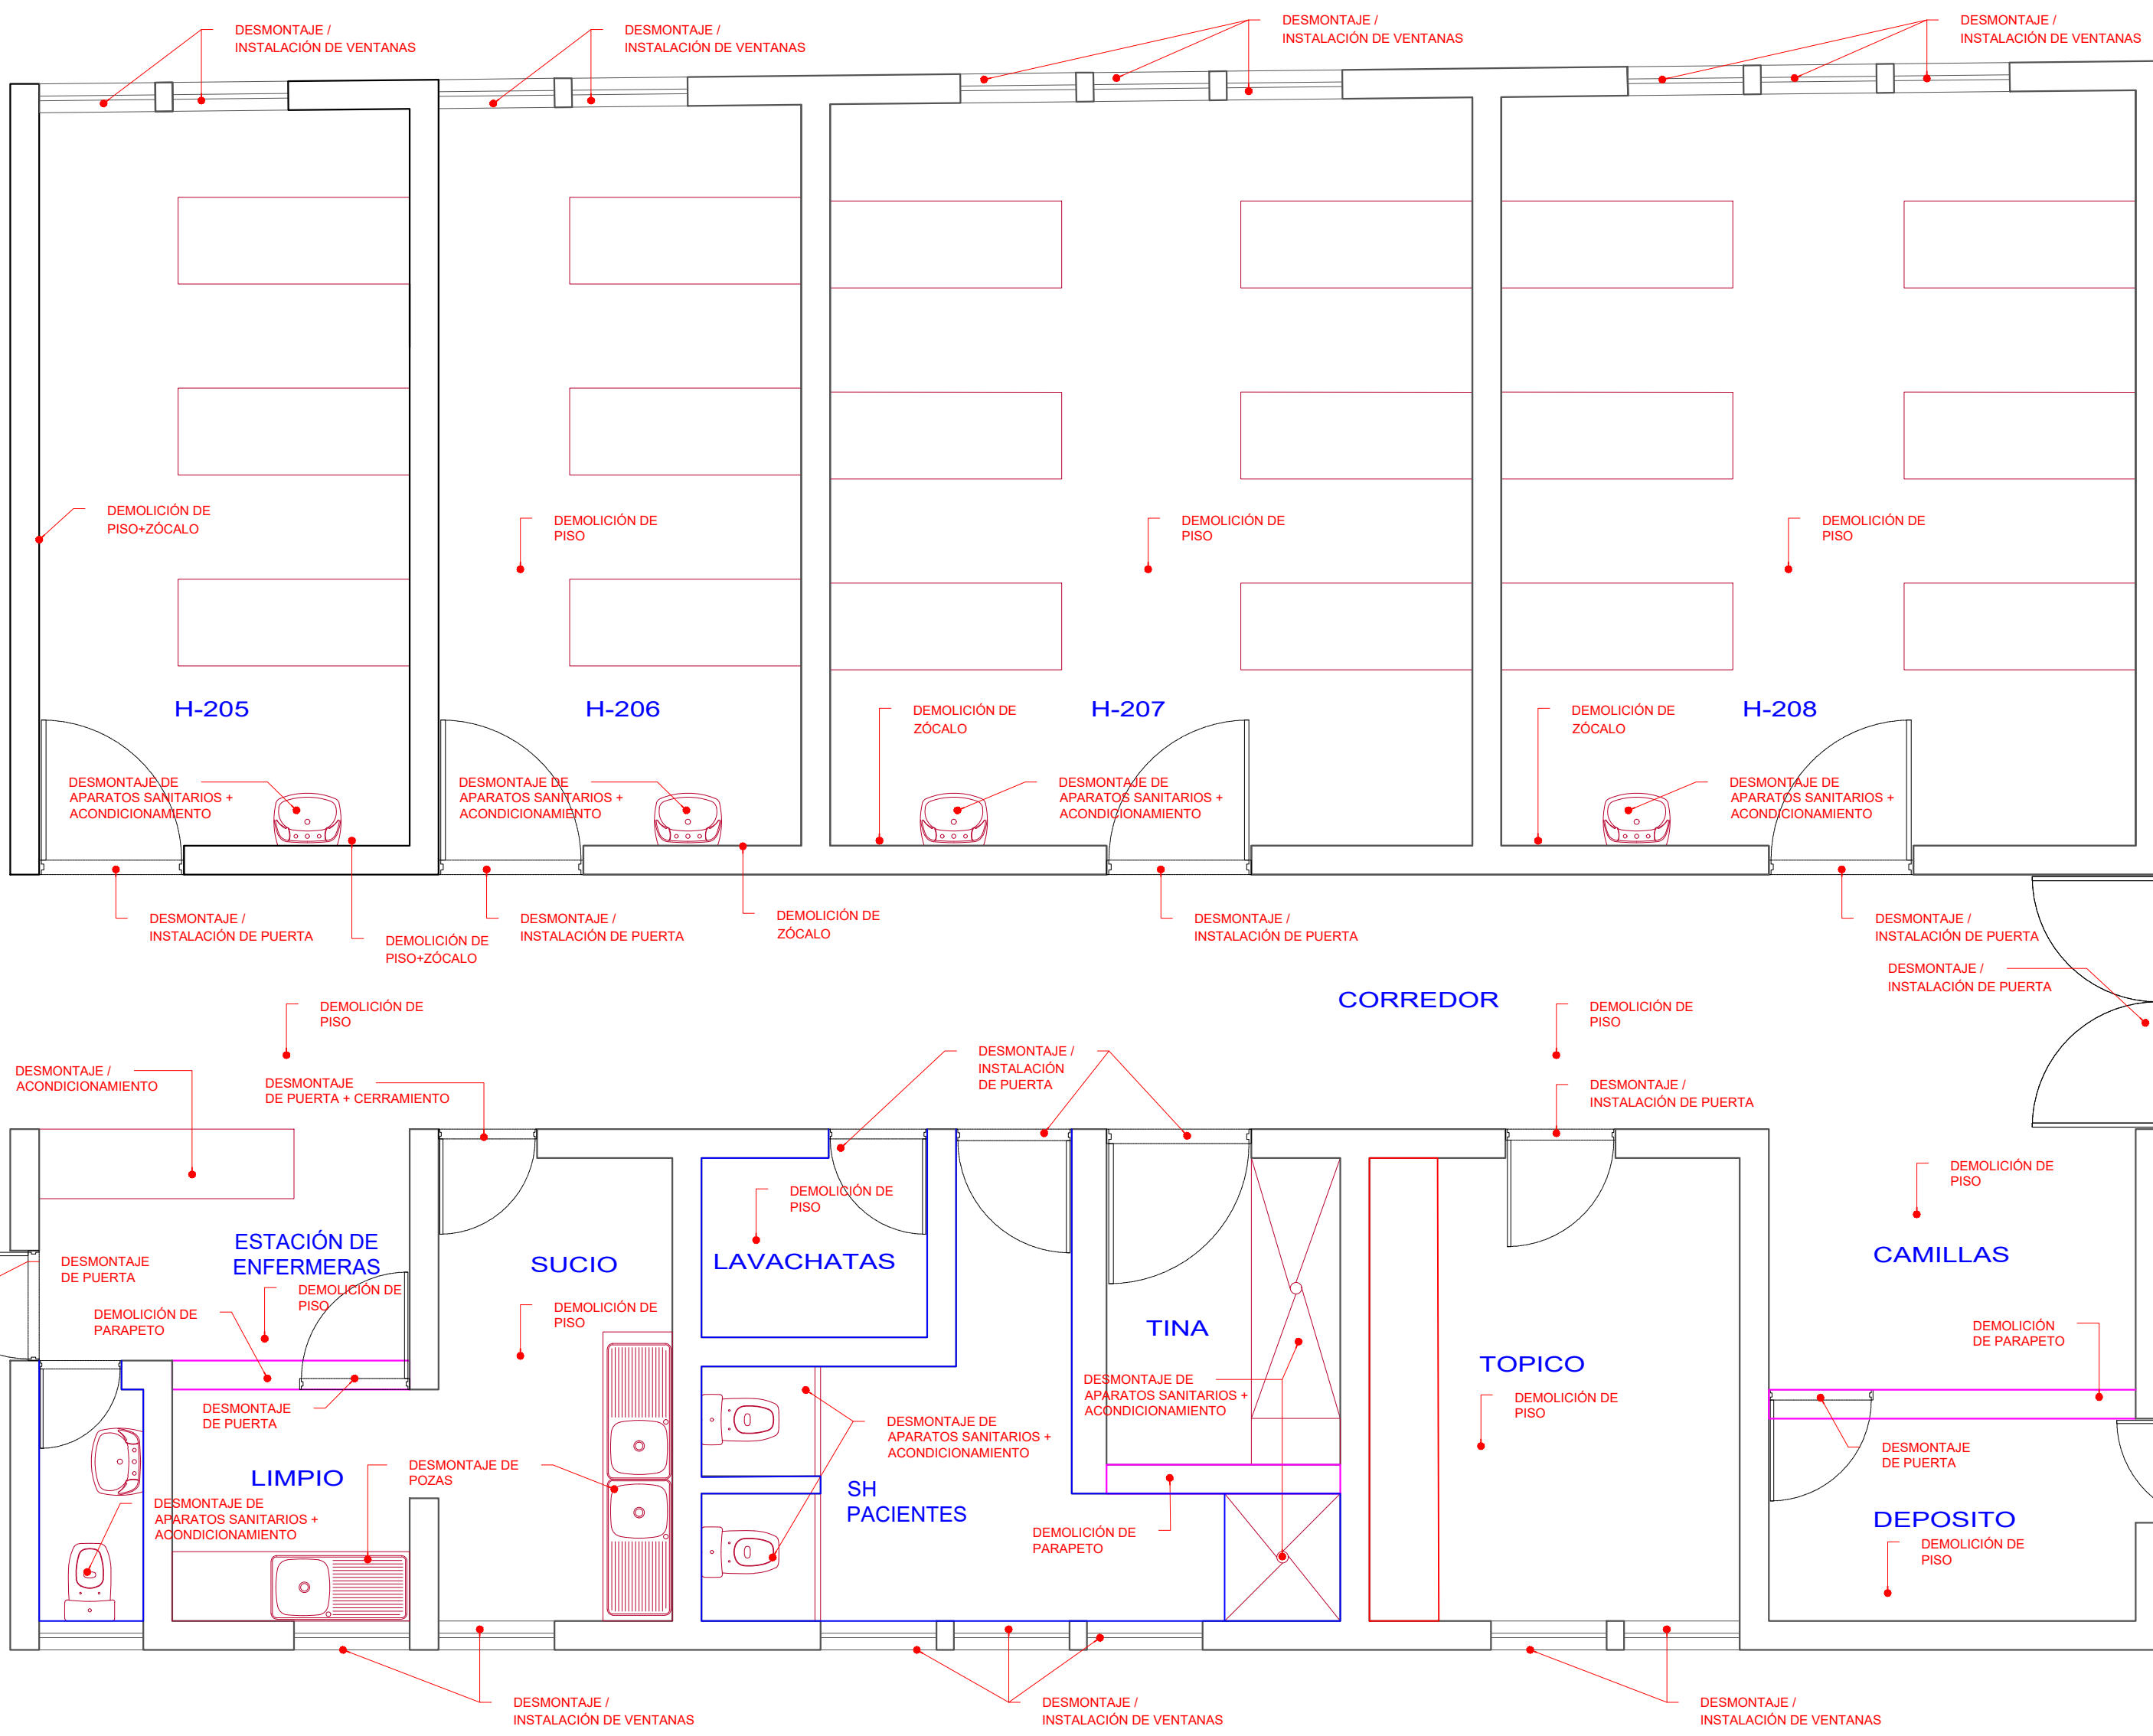 DESMONTAJE /
INSTALACIÓN DE VENTANAS
DESMONTAJE /
INSTALACIÓN DE VENTANAS
DESMONTAJE /
INSTALACIÓN DE VENTANAS
DESMONTAJE /
INSTALACIÓN DE VENTANAS
DEMOLICIÓN DE
PISO+ZÓCALO
DEMOLICIÓN DE
PISO
DEMOLICIÓN DE
PISO
DEMOLICIÓN DE
PISO
H-205
H-206
H-207
H-208
DEMOLICIÓN DE
ZÓCALO
DEMOLICIÓN DE
ZÓCALO
DESMONTAJE DE
APARATOS SANITARIOS +
ACONDICIONAMIENTO
DESMONTAJE DE
APARATOS SANITARIOS +
ACONDICIONAMIENTO
DESMONTAJE DE
APARATOS SANITARIOS +
ACONDICIONAMIENTO
DESMONTAJE DE
APARATOS SANITARIOS +
ACONDICIONAMIENTO
DESMONTAJE /
INSTALACIÓN DE PUERTA
DEMOLICIÓN DE
PISO+ZÓCALO
DESMONTAJE /
INSTALACIÓN DE PUERTA
DEMOLICIÓN DE
ZÓCALO
DESMONTAJE /
INSTALACIÓN DE PUERTA
DESMONTAJE /
INSTALACIÓN DE PUERTA
DESMONTAJE /
INSTALACIÓN DE PUERTA
CORREDOR
DEMOLICIÓN DE
PISO
DEMOLICIÓN DE
PISO
DESMONTAJE /
ACONDICIONAMIENTO
DESMONTAJE
DE PUERTA + CERRAMIENTO
DESMONTAJE /
INSTALACIÓN
DE PUERTA
DESMONTAJE /
INSTALACIÓN DE PUERTA
DEMOLICIÓN DE
PISO
DEMOLICIÓN DE
PISO
ESTACIÓN DE
ENFERMERAS
SUCIO
LAVACHATAS
CAMILLAS
DESMONTAJE
DE PUERTA
DEMOLICIÓN DE
PISO
DEMOLICIÓN DE
PARAPETO
DEMOLICIÓN DE
PISO
TINA
TOPICO
DEMOLICIÓN
DE PARAPETO
DESMONTAJE DE
APARATOS SANITARIOS +
ACONDICIONAMIENTO
DEMOLICIÓN DE
PISO
DESMONTAJE
DE PUERTA
DESMONTAJE DE
APARATOS SANITARIOS +
ACONDICIONAMIENTO
DESMONTAJE
DE PUERTA
LIMPIO
DESMONTAJE DE
POZAS
SH
PACIENTES
DESMONTAJE DE
APARATOS SANITARIOS +
ACONDICIONAMIENTO
DEMOLICIÓN DE
PARAPETO
DEPOSITO
DEMOLICIÓN DE
PISO
DESMONTAJE /
INSTALACIÓN DE VENTANAS
DESMONTAJE /
INSTALACIÓN DE VENTANAS
DESMONTAJE /
INSTALACIÓN DE VENTANAS